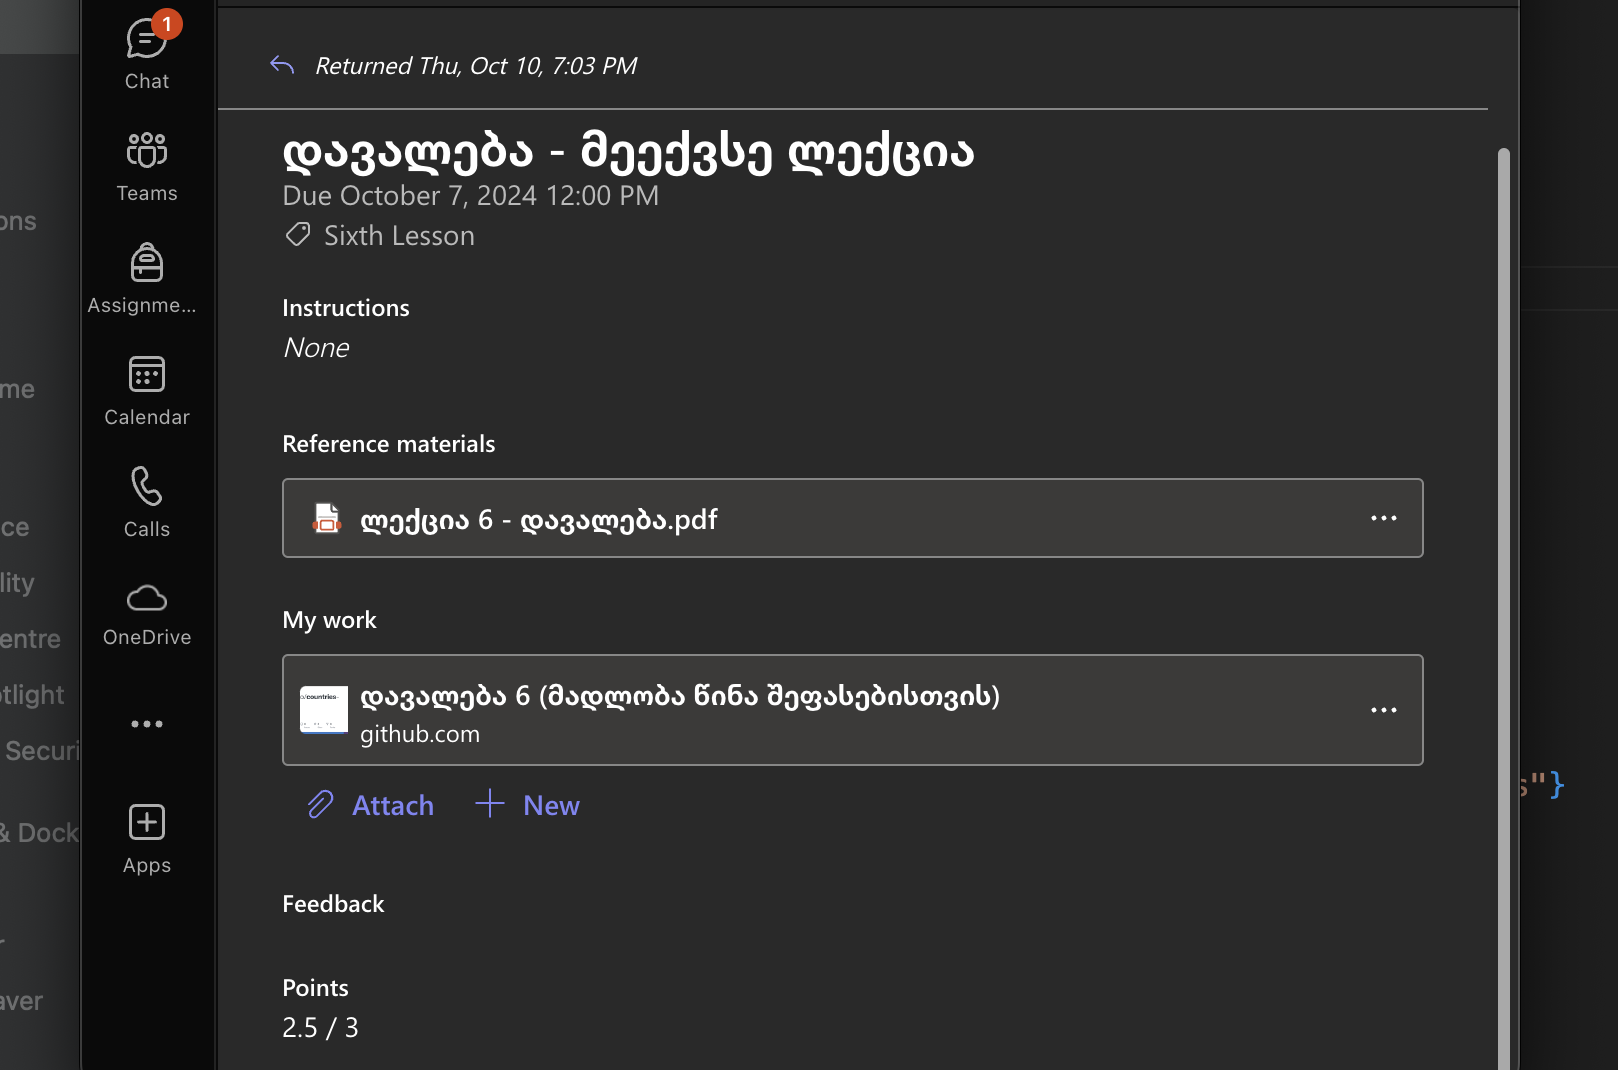 1
Chat
Teams
Assignme...
Calendar
Calls
OneDrive
Apps
Returned Thu, Oct 10, 7:03 PM
დავალება - მეექვსე ლექცია
Due October 7, 2024 12:00 PM
Sixth Lesson
Instructions
None
Reference materials
ლექცია 6 - დავალება.pdf
My work
დავალება 6 (მადლობა წინა შეფასებისთვის)
github.com
Attach
New
Feedback
Points
2.5 / 3
ons
me
ce
lity
entre
otlight
Securi
& Dock
aver
s"}